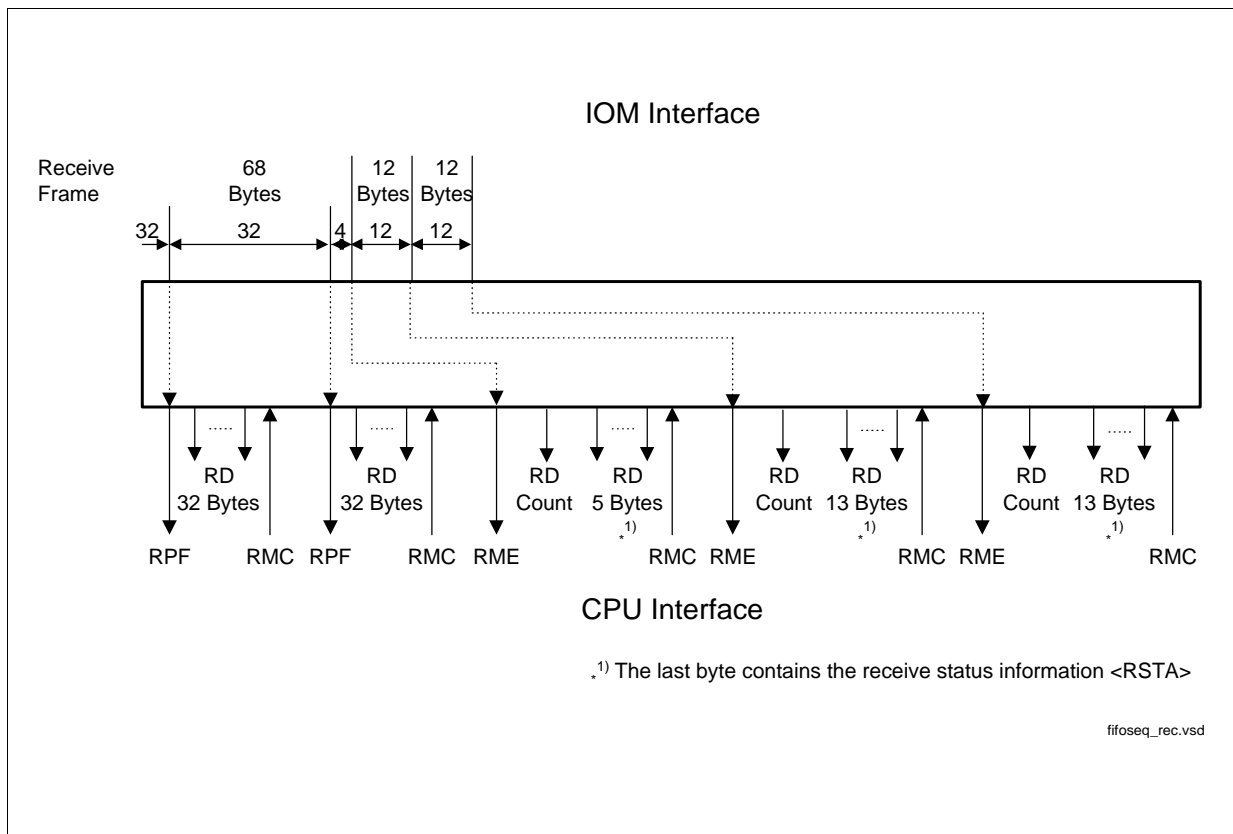 IOM Interface
Receive Frame
68 Bytes
12 Bytes
12 Bytes
32
32
4
12
12
RD 32 Bytes
RD 32 Bytes
RD Count
RD 5 Bytes *1)
RD Count
RD 13 Bytes *1)
RD Count
RD 13 Bytes *1)
RPF
RMC
RPF
RMC
RME
RMC
RME
RMC
RME
RMC
CPU Interface
*1) The last byte contains the receive status information <RSTA>
fifoseq_rec.vsd